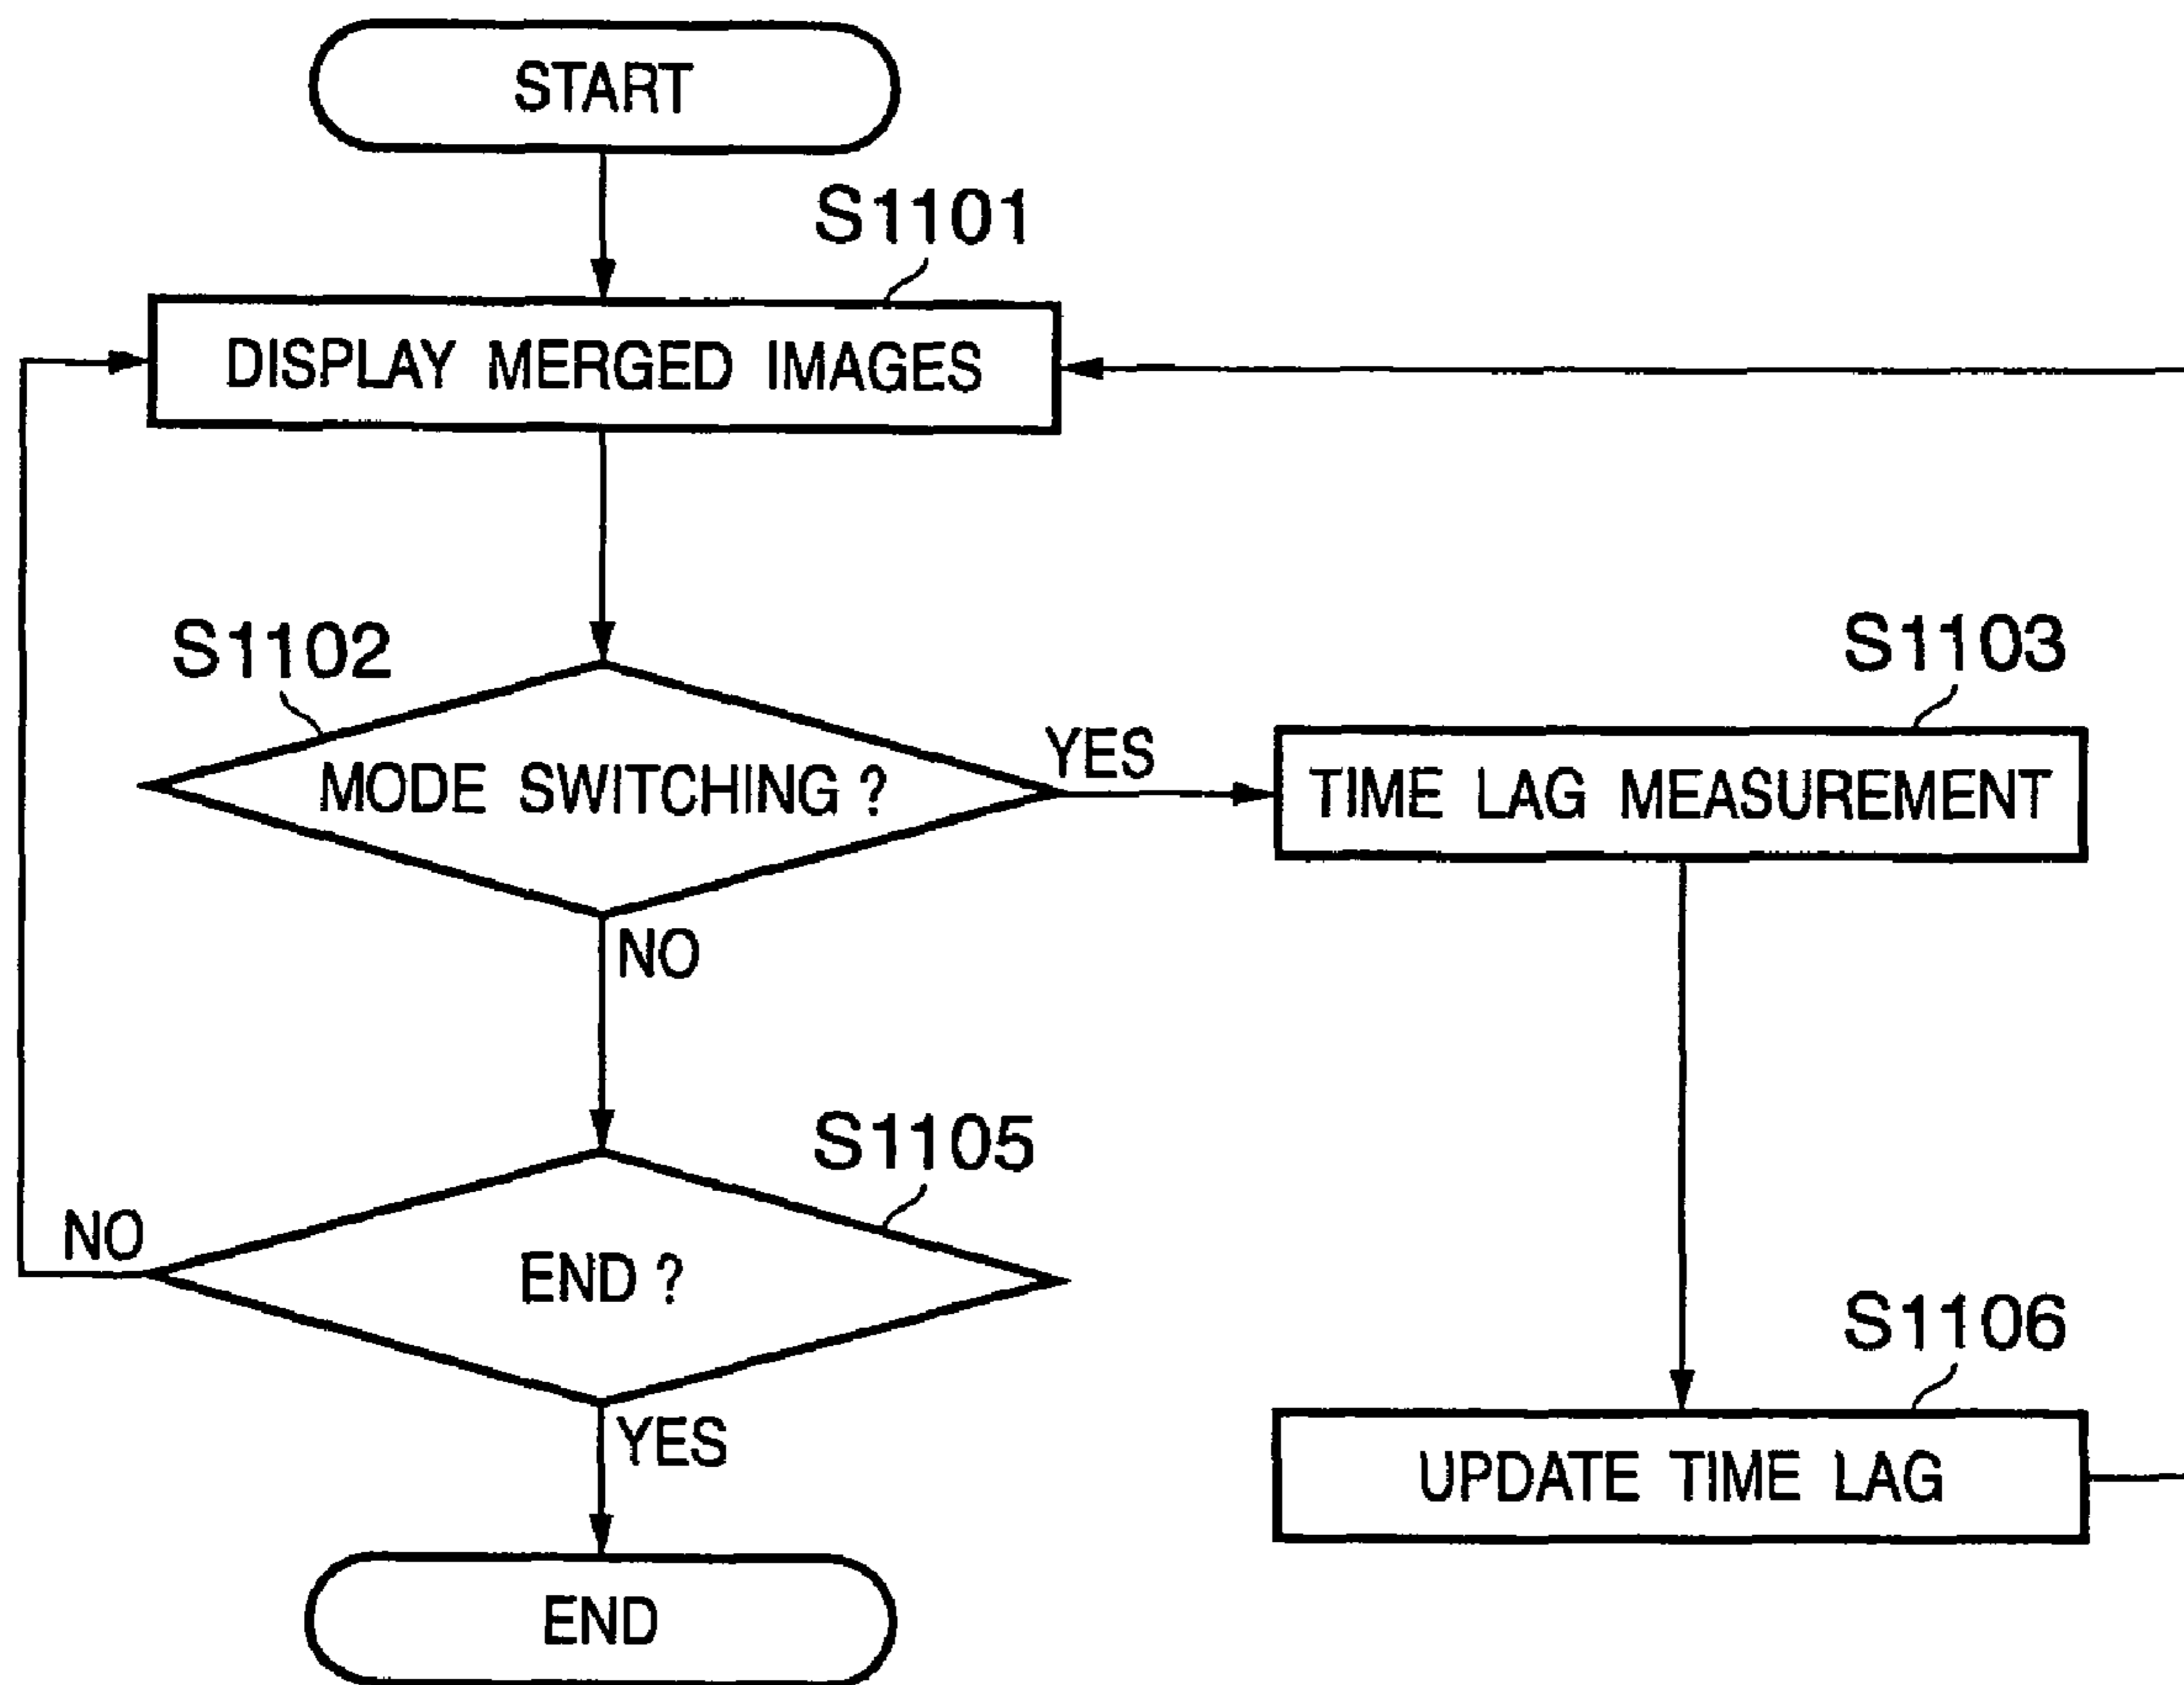 START
S1101
DISPLAY MERGED IMAGES
S1102
MODE SWITCHING ?
YES
S1103
TIME LAG MEASUREMENT
NO
S1105
END ?
NO
YES
S1106
UPDATE TIME LAG
END